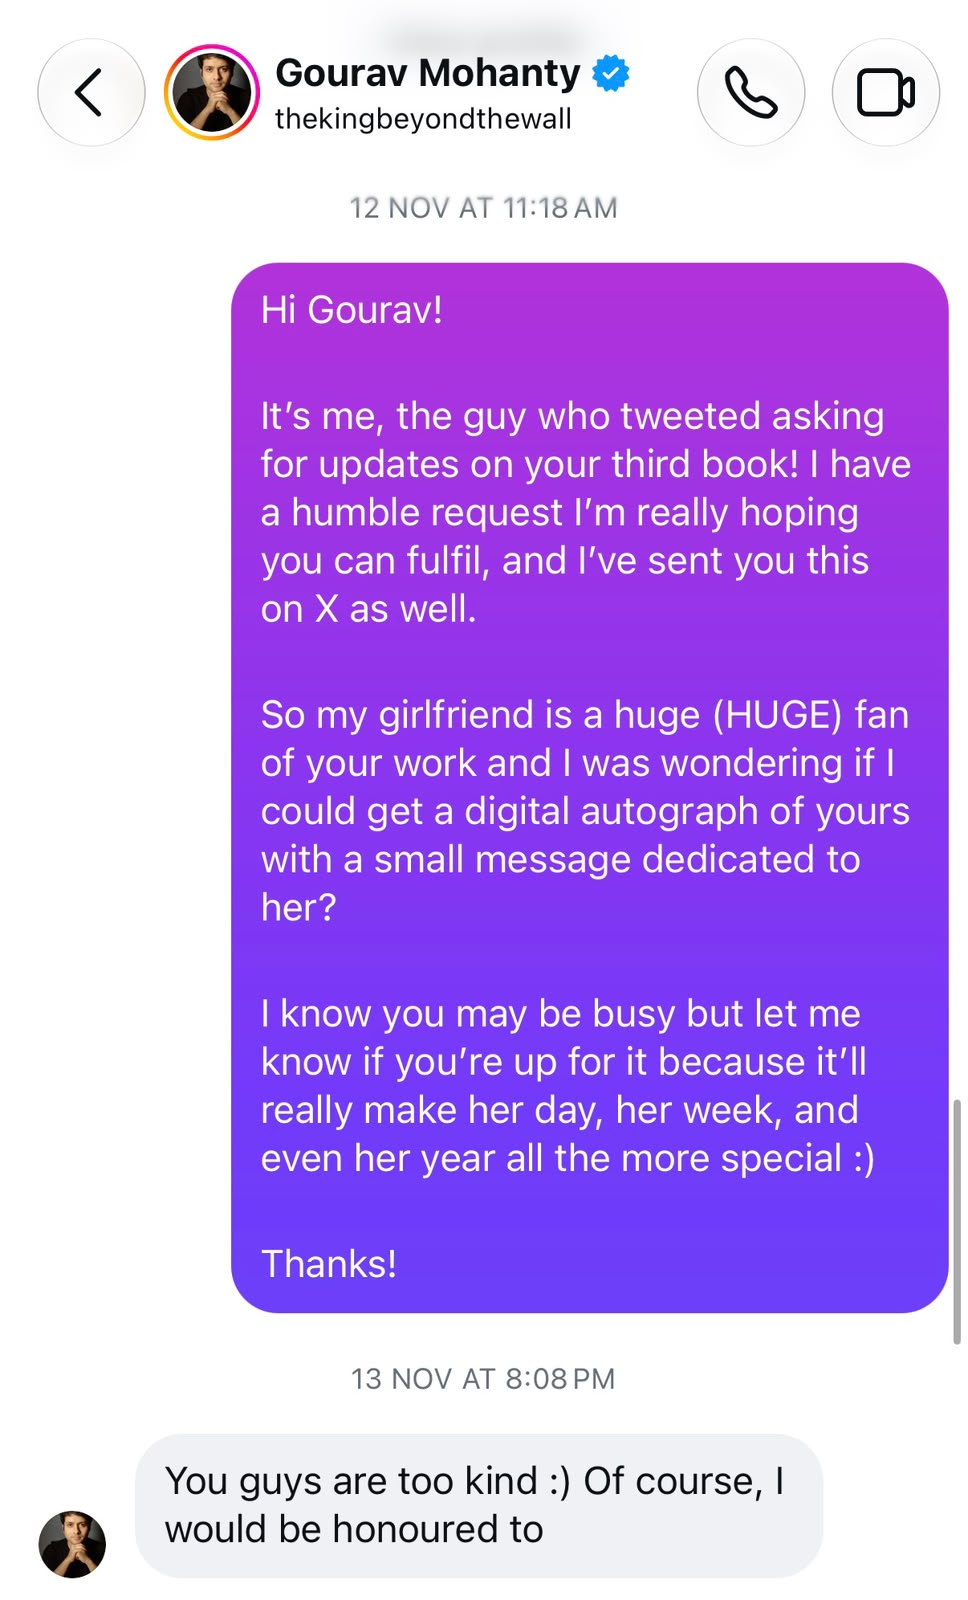 Gourav Mohanty
thekingbeyondthewall
12 NOV AT 11:18 AM
Hi Gourav!
It’s me, the guy who tweeted asking
for updates on your third book! I have
a humble request I’m really hoping
you can fulfil, and I’ve sent you this
on X as well.
So my girlfriend is a huge (HUGE) fan
of your work and I was wondering if I
could get a digital autograph of yours
with a small message dedicated to
her?
I know you may be busy but let me
know if you’re up for it because it’ll
really make her day, her week, and
even her year all the more special :)
Thanks!
13 NOV AT 8:08 PM
You guys are too kind :) Of course, I
would be honoured to